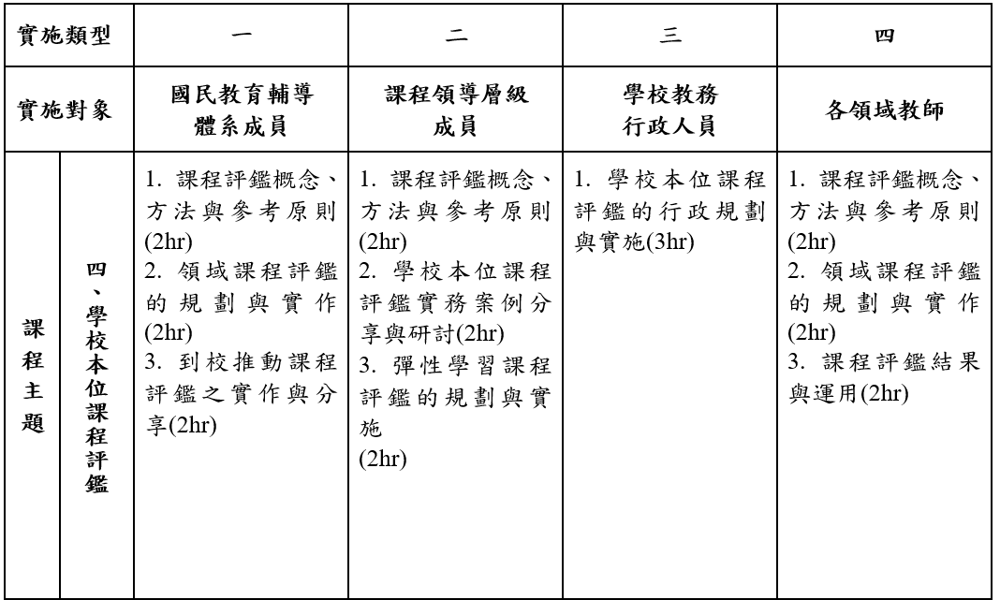 實施類型
一
二
三
四
實施對象
國民教育輔導
體系成員
課程領導層級
成員
學校教務
行政人員
各領域教師
課程主題
四、學校本位課程評鑑
1. 課程評鑑概念、
方法與參考原則
(2hr)
2. 領域課程評鑑
的規劃與實作
(2hr)
3. 到校推動課程
評鑑之實作與分
享(2hr)
1. 課程評鑑概念、
方法與參考原則
(2hr)
2. 學校本位課程
評鑑實務案例分
享與研討(2hr)
3. 彈性學習課程
評鑑的規劃與實
施
(2hr)
1. 學校本位課程
評鑑的行政規劃
與實施(3hr)
1. 課程評鑑概念、
方法與參考原則
(2hr)
2. 領域課程評鑑
的規劃與實作
(2hr)
3. 課程評鑑結果
與運用(2hr)